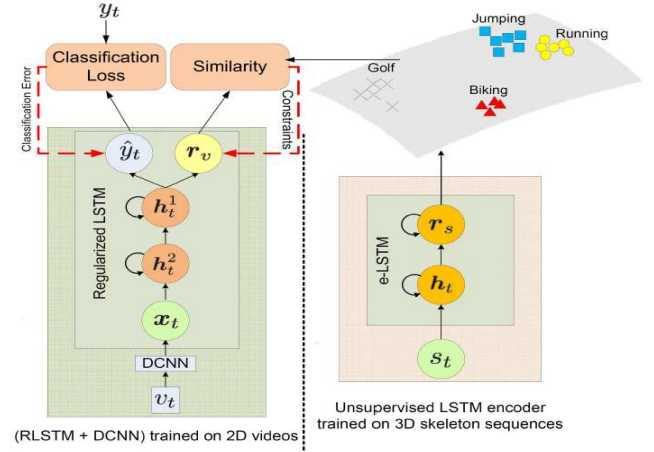 $y_t$
Classification
Loss
Similarity
Classification Error
Constraints
$\hat{y}_t$
$r_v$
$h_t^1$
$h_t^2$
$x_t$
Regularized LSTM
DCNN
$v_t$
(RLSTM + DCNN) trained on 2D videos
Jumping
Running
Golf
Biking
$r_s$
e-LSTM
$h_t$
$s_t$
Unsupervised LSTM encoder
trained on 3D skeleton sequences